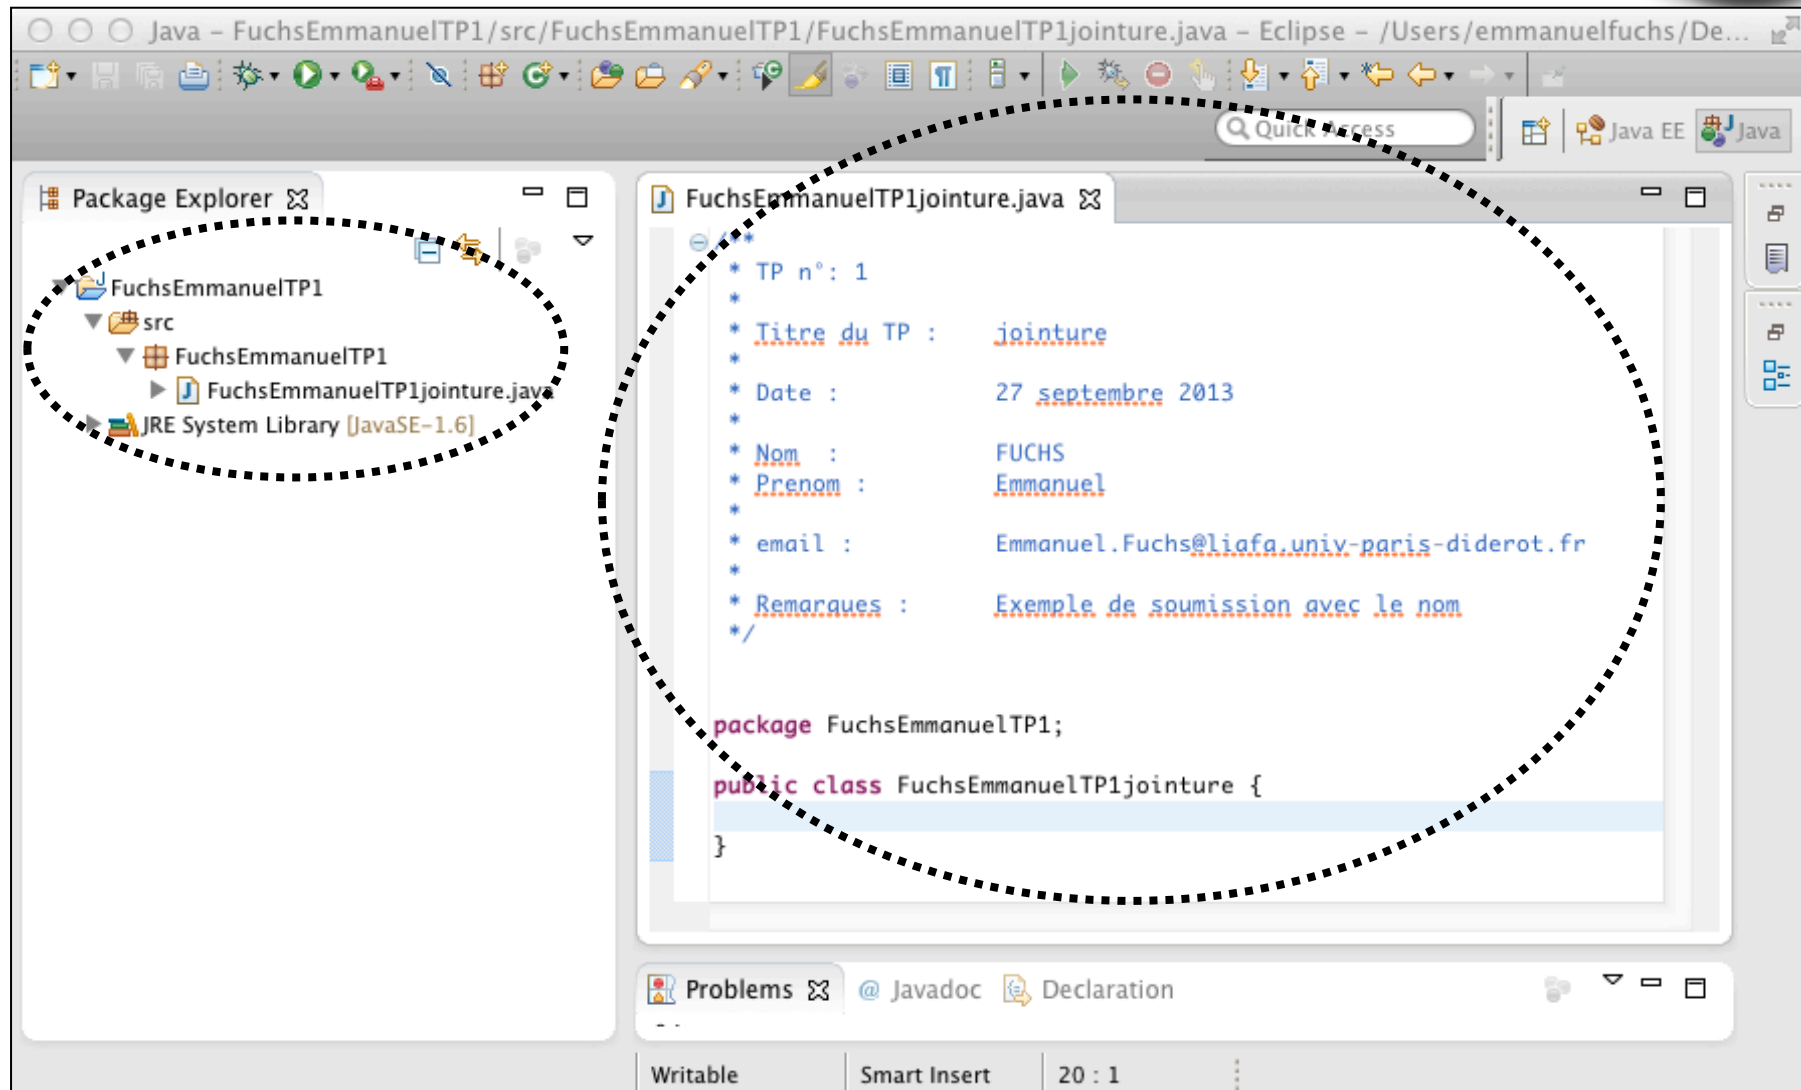 Java – FuchsEmmanuelTP1/src/FuchsEmmanuelTP1/FuchsEmmanuelTP1jointure.java – Eclipse – /Users/emmanuelfuchs/De...
Quick Access
Java EE
Java
Package Explorer
FuchsEmmanuelTP1
src
FuchsEmmanuelTP1
FuchsEmmanuelTP1jointure.java
JRE System Library [JavaSE-1.6]
FuchsEmmanuelTP1jointure.java
/**
* TP n°: 1
*
* Titre du TP : jointure
*
* Date : 27 septembre 2013
*
* Nom : FUCHS
* Prenom : Emmanuel
*
* email : Emmanuel.Fuchs@liafa.univ-paris-diderot.fr
*
* Remarques : Exemple de soumission avec le nom
*/
package FuchsEmmanuelTP1;
public class FuchsEmmanuelTP1jointure {
}
Problems
@ Javadoc
Declaration
Writable
Smart Insert
20 : 1